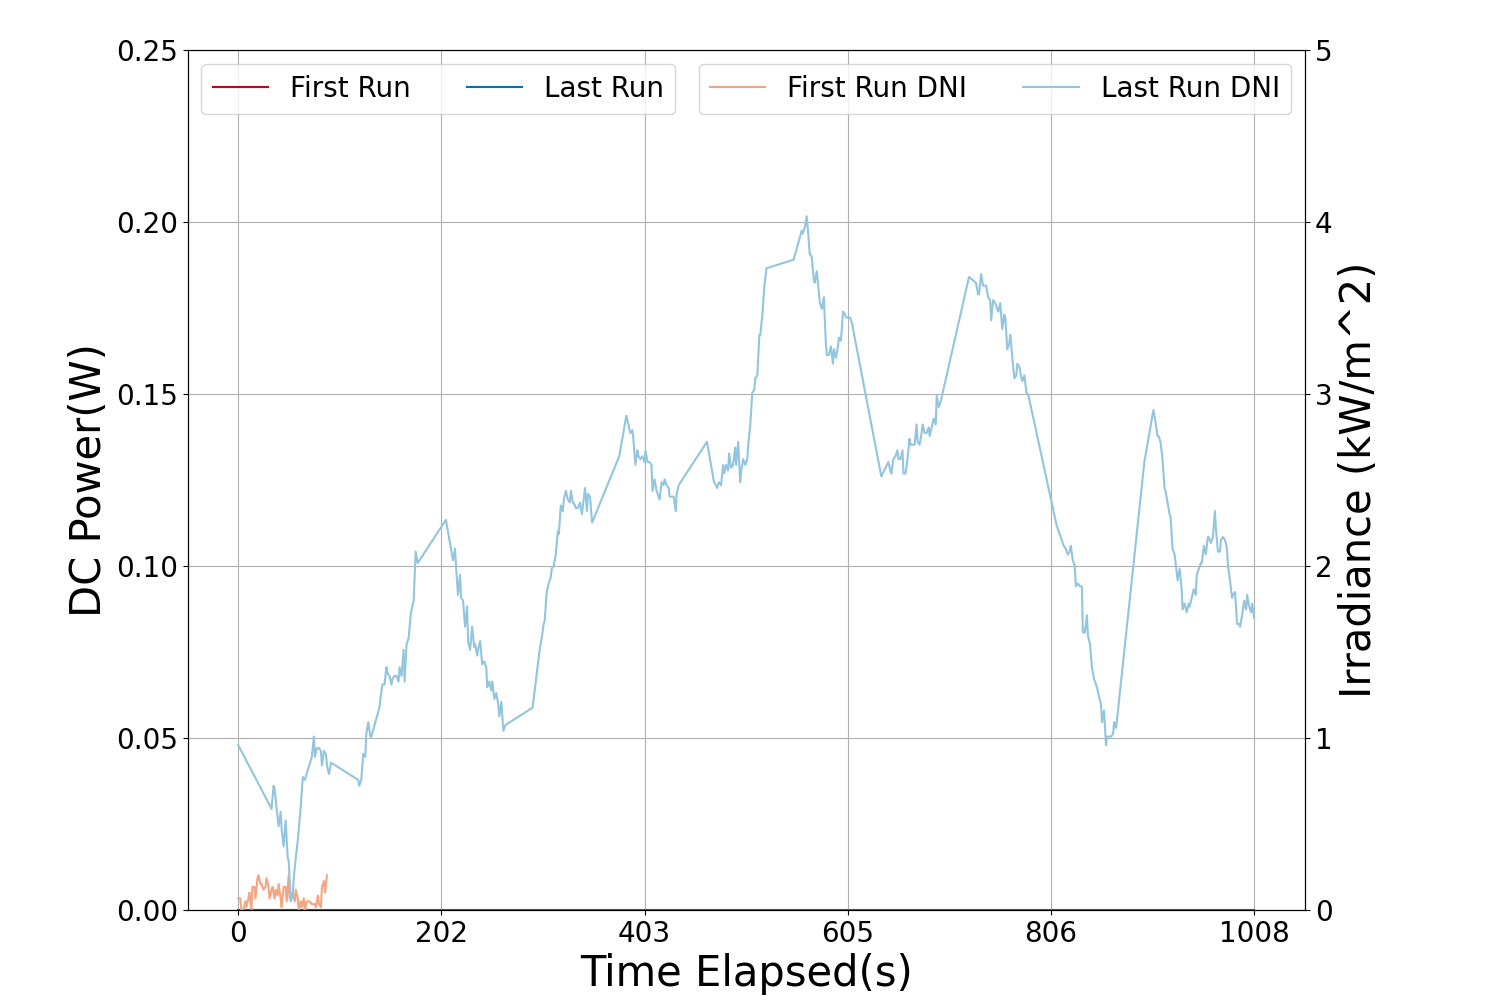 First Run
Last Run
First Run DNI
Last Run DNI
0.25
0.20
0.15
0.10
0.05
0.00
DC Power(W)
5
4
3
2
1
0
Irradiance (kW/m^2)
0 202 403 605 806 1008
Time Elapsed(s)